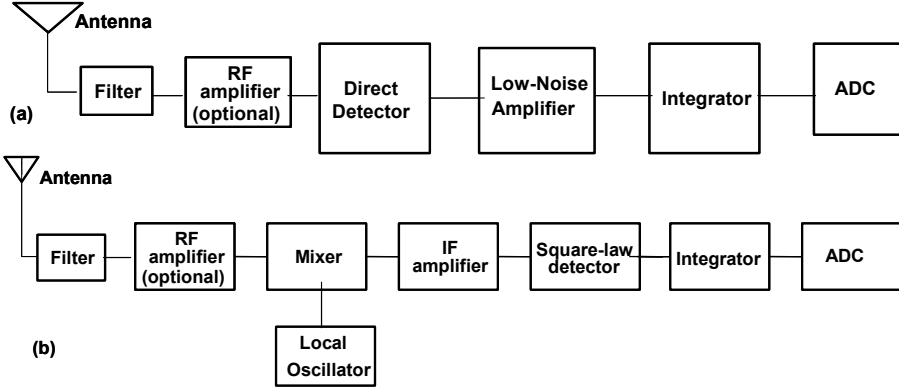 Antenna
Filter
RF
amplifier
(optional)
Direct
Detector
Low-Noise
Amplifier
Integrator
ADC
(a)
Antenna
Filter
RF
amplifier
(optional)
Mixer
IF
amplifier
Square-law
detector
Integrator
ADC
Local
Oscillator
(b)